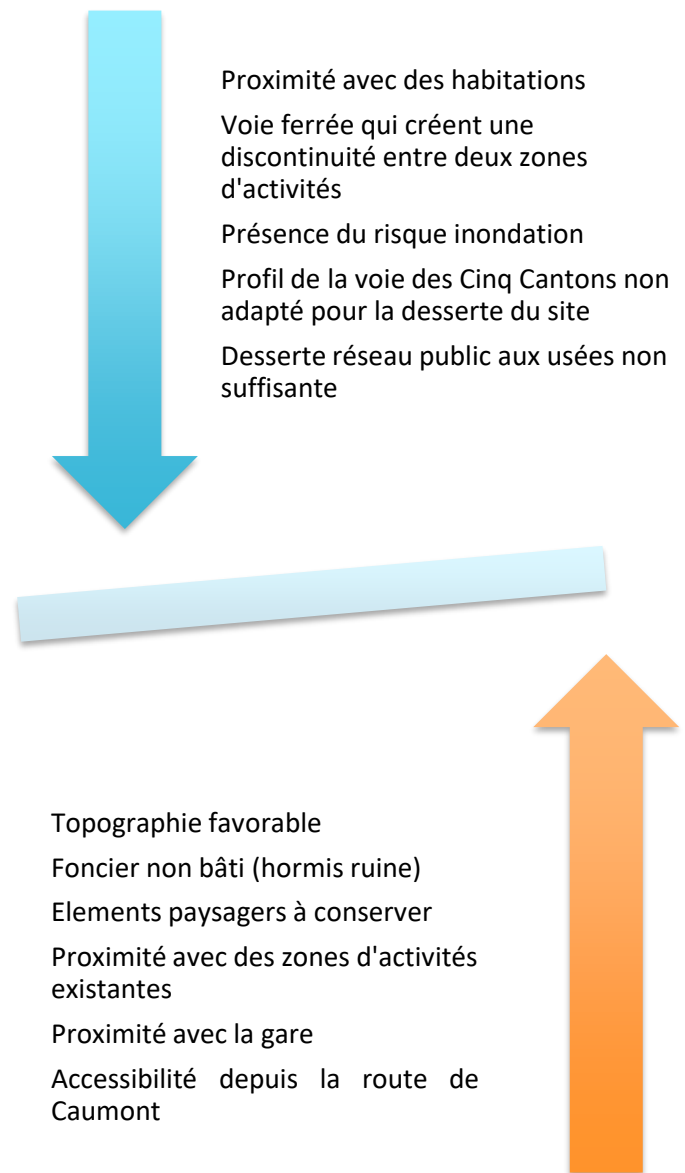 Proximité avec des habitations
Voie ferrée qui créent une
discontinuité entre deux zones
d'activités
Présence du risque inondation
Profil de la voie des Cinq Cantons non
adapté pour la desserte du site
Desserte réseau public aux usées non
suffisante
Topographie favorable
Foncier non bâti (hormis ruine)
Elements paysagers à conserver
Proximité avec des zones d'activités
existantes
Proximité avec la gare
Accessibilité depuis la route de
Caumont